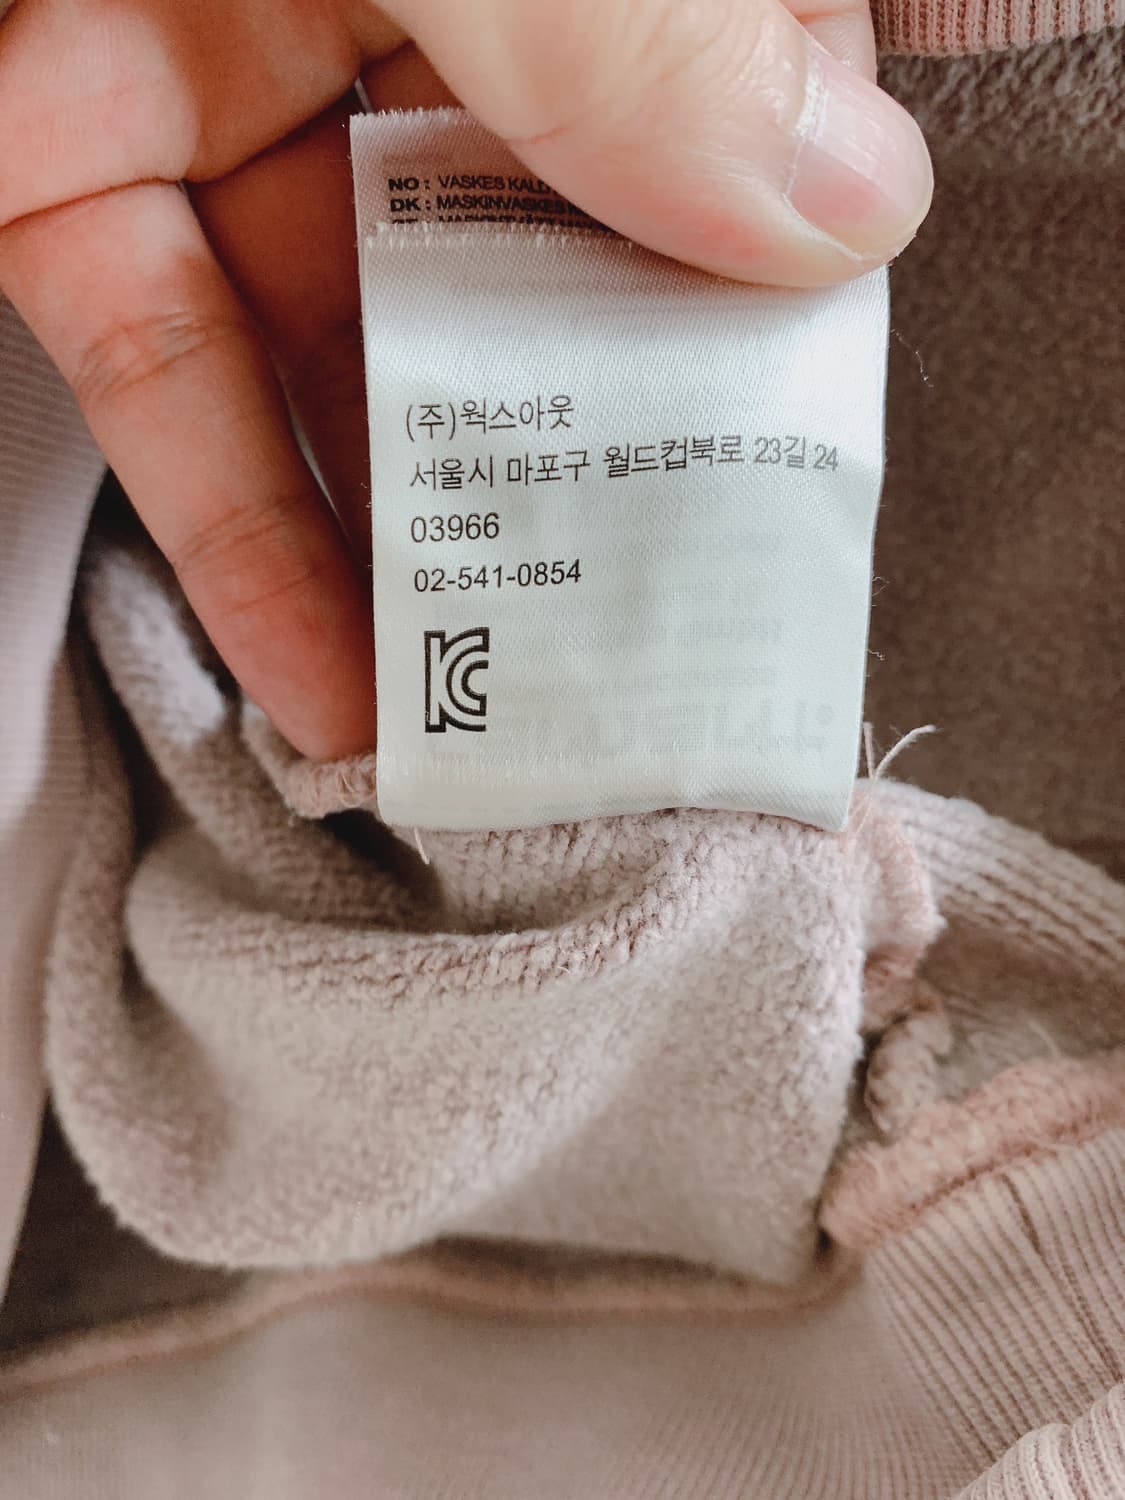 NO : VASKES KALD
DK : MASKINVASKES
(주)웍스아웃
서울시 마포구 월드컵북로 23길 24
03966
02-541-0854